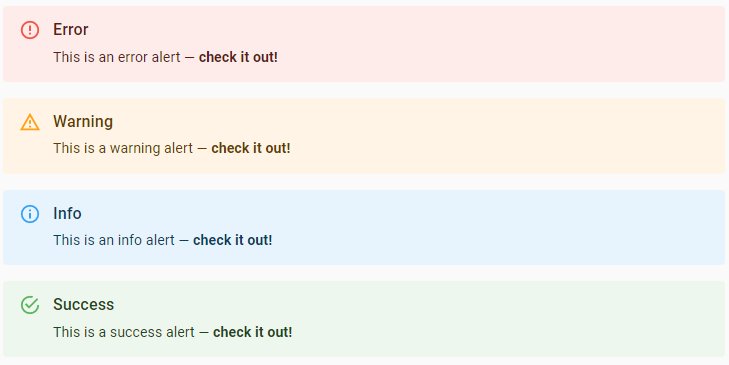 Error
This is an error alert — check it out!
Warning
This is a warning alert — check it out!
Info
This is an info alert — check it out!
Success
This is a success alert — check it out!